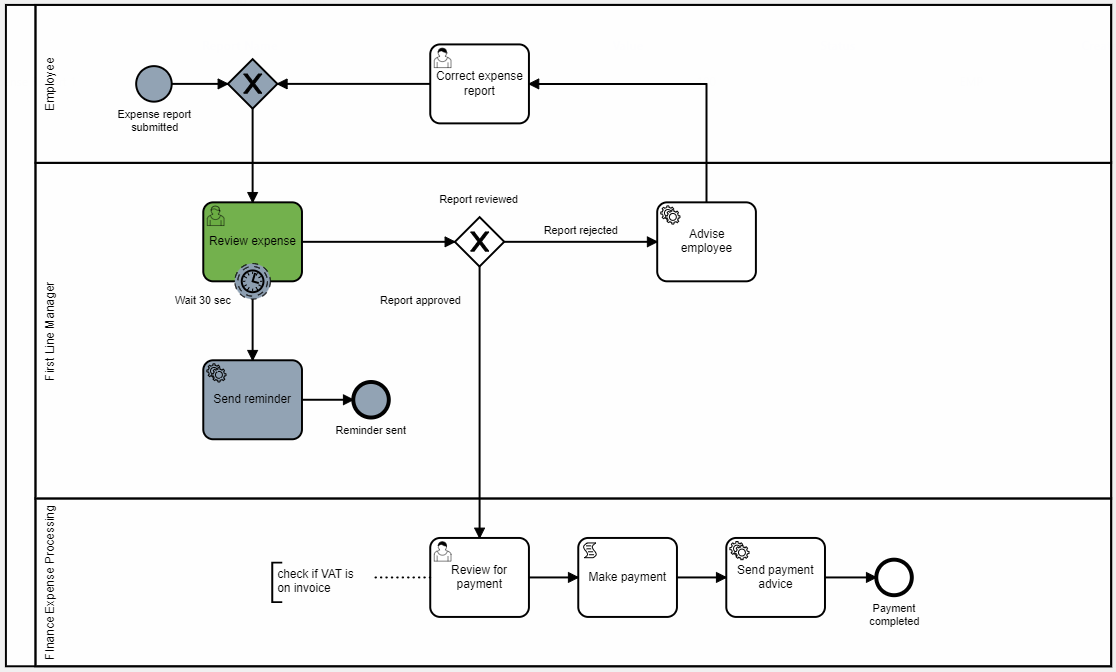 Employee
Expense report
submitted
Correct expense
report
First Line Manager
Review expense
Wait 30 sec
Report reviewed
Report rejected
Advise
employee
Report approved
Send reminder
Reminder sent
FInance Expense Processing
check if VAT is
on invoice
Review for
payment
Make payment
Send payment
advice
Payment
completed